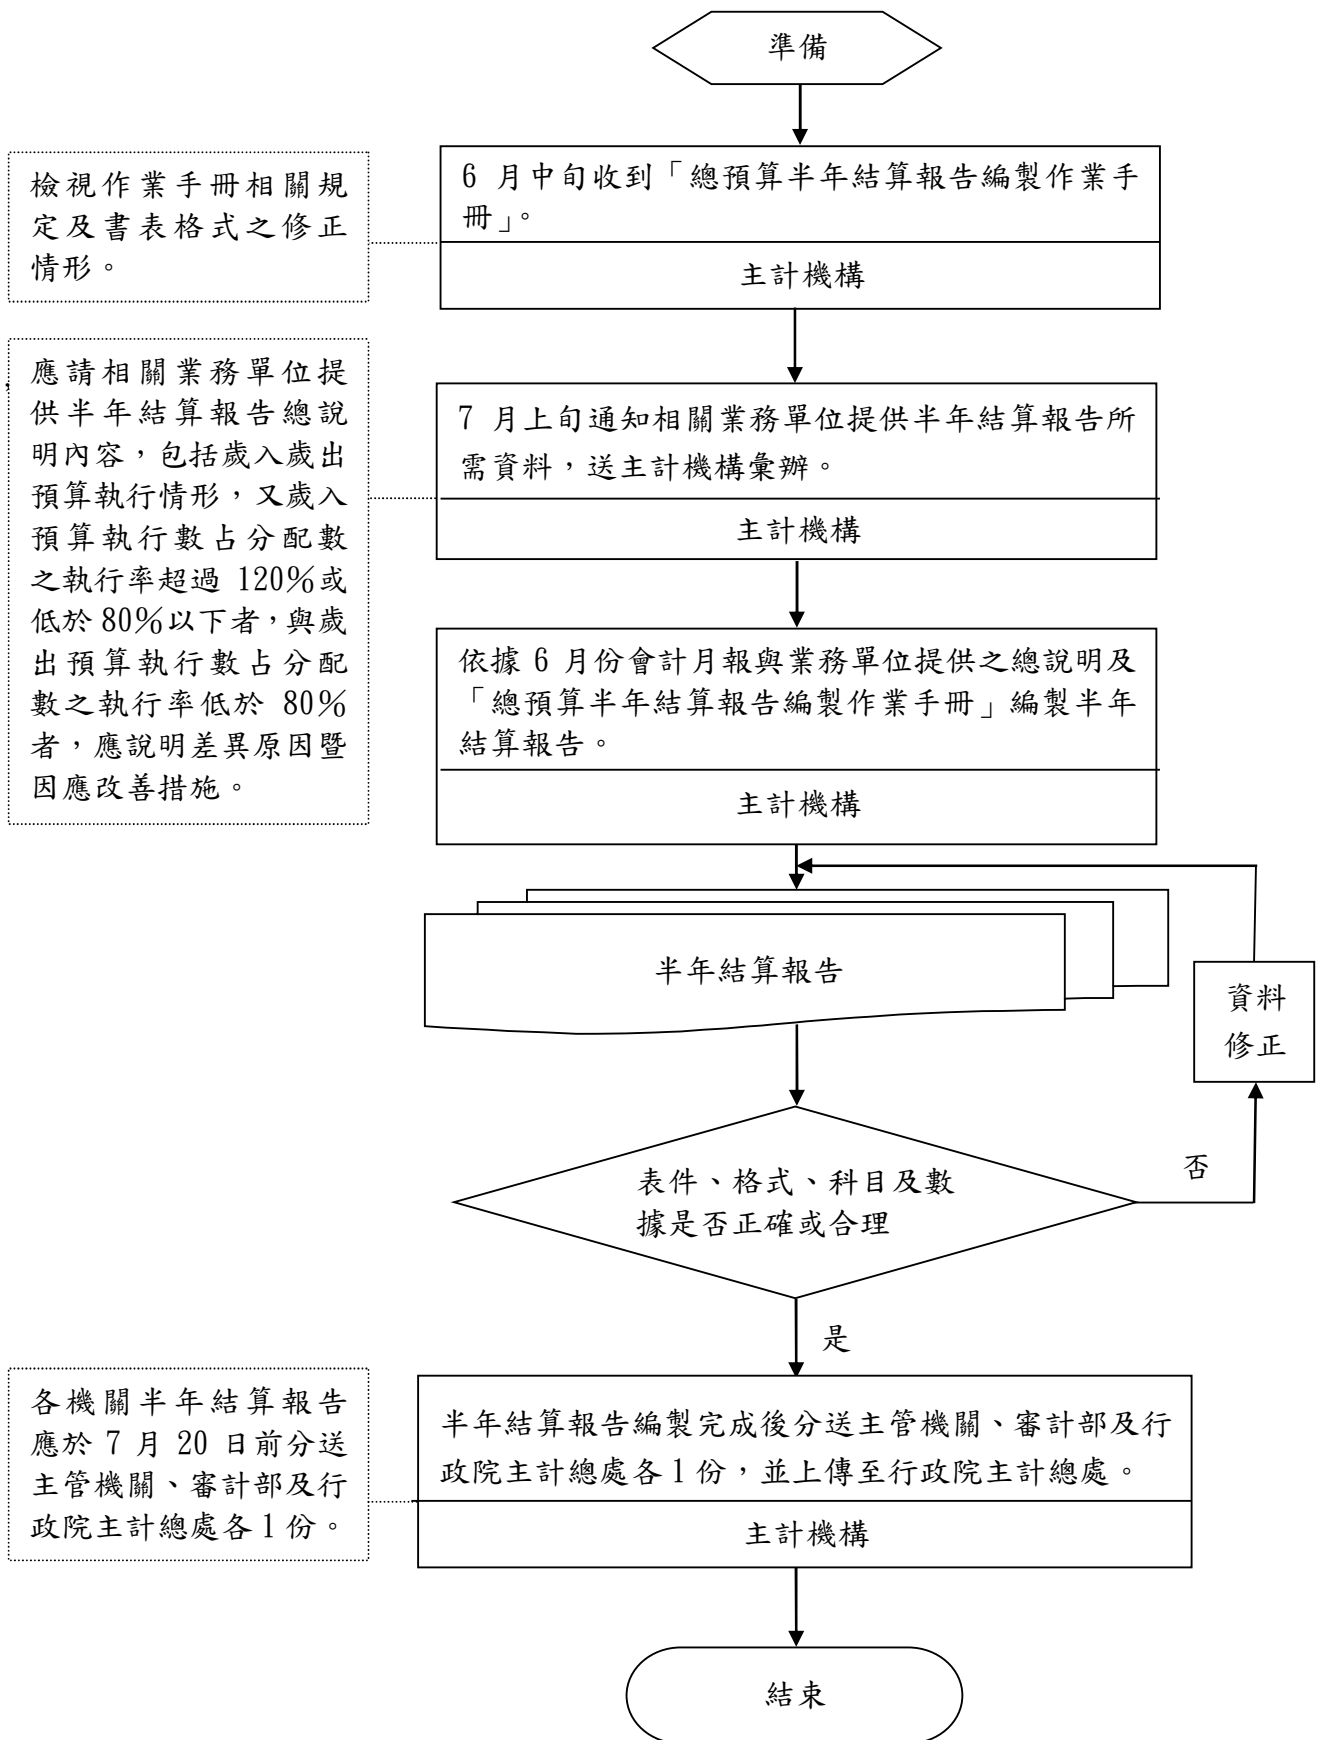 準備
檢視作業手冊相關規
定及書表格式之修正
情形。
6 月中旬收到「總預算半年結算報告編製作業手
冊」。
主計機構
,
應請相關業務單位提
供半年結算報告總說
明內容，包括歲入歲出
預算執行情形，又歲入
預算執行數占分配數
之執行率超過 120％或
低於 80％以下者，與歲
出預算執行數占分配
數之執行率低於 80％
者，應說明差異原因暨
因應改善措施。
7 月上旬通知相關業務單位提供半年結算報告所
需資料，送主計機構彙辦。
主計機構
依據 6 月份會計月報與業務單位提供之總說明及
「總預算半年結算報告編製作業手冊」編製半年
結算報告。
主計機構
半年結算報告
資料
修正
表件、格式、科目及數
據是否正確或合理
否
是
各機關半年結算報告
應於 7 月 20 日前分送
主管機關、審計部及行
政院主計總處各 1 份。
半年結算報告編製完成後分送主管機關、審計部及行
政院主計總處各 1 份，並上傳至行政院主計總處。
主計機構
結束